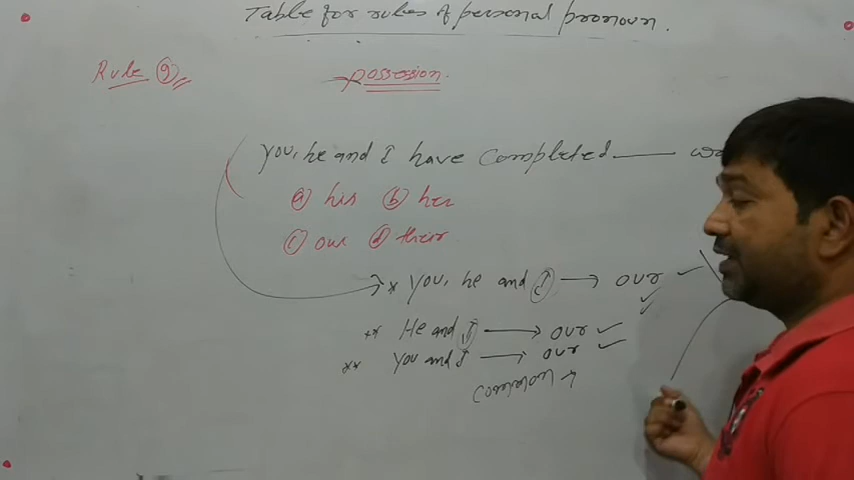 Table for rules of personal pronoun.
Rule 9
possession.
You, he and I have completed ——
(a) his (b) her
(c) our (d) their
* You, he and I → our ✓
** He and I → our ✓
** You and I → our ✓
common